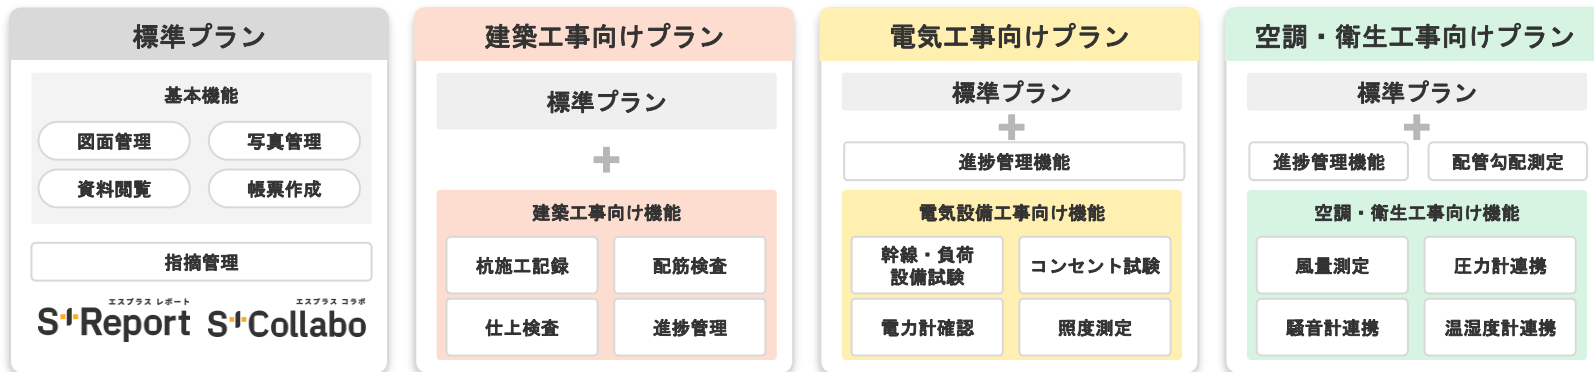 標準プラン
基本機能
図面管理
写真管理
資料閲覧
帳票作成
指摘管理
エスプラス レポート
S+Report
エスプラス コラボ
S+Collabo
建築工事向けプラン
標準プラン
+
建築工事向け機能
杭施工記録
配筋検査
仕上検査
進捗管理
電気工事向けプラン
標準プラン
+
進捗管理機能
電気設備工事向け機能
幹線・負荷
設備試験
コンセント試験
電力計確認
照度測定
空調・衛生工事向けプラン
標準プラン
+
進捗管理機能
配管勾配測定
空調・衛生工事向け機能
風量測定
圧力計連携
騒音計連携
温湿度計連携